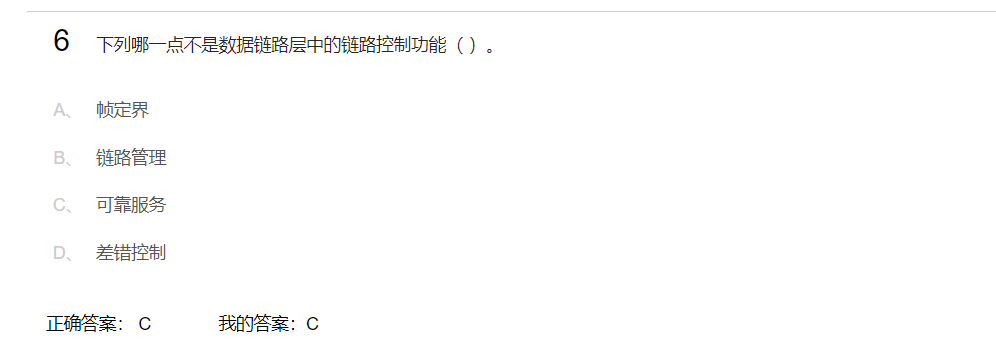 6 下列哪一点不是数据链路层中的链路控制功能（ ）。
A、 帧定界
B、 链路管理
C、 可靠服务
D、 差错控制
正确答案： C 我的答案：C